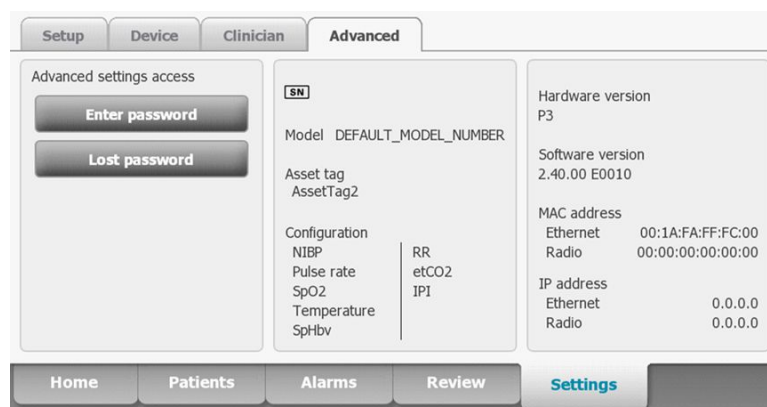 Setup Device Clinician Advanced
Advanced settings access
Enter password
Lost password
SN
Model DEFAULT_MODEL_NUMBER
Asset tag
AssetTag2
Configuration
NIBP RR
Pulse rate etCO2
SpO2 IPI
Temperature
SpHbv
Hardware version
P3
Software version
2.40.00 E0010
MAC address
Ethernet 00:1A:FA:FF:FC:00
Radio 00:00:00:00:00:00
IP address
Ethernet 0.0.0.0
Radio 0.0.0.0
Home Patients Alarms Review Settings